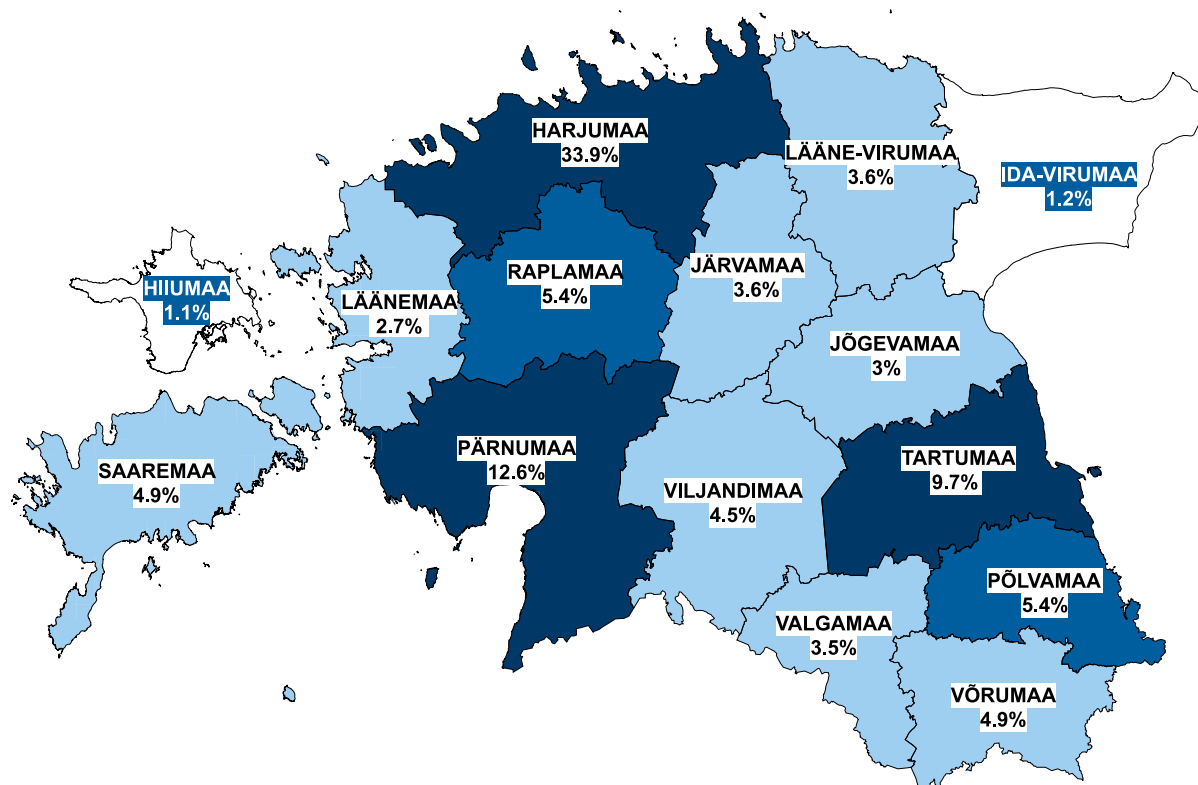 HARJUMAA
33.9%
LÄÄNE-VIRUMAA
3.6%
IDA-VIRUMAA
1.2%
HIIUMAA
1.1%
LÄÄNEMAA
2.7%
RAPLAMAA
5.4%
JÄRVAMAA
3.6%
JÕGEVAMAA
3%
SAAREMAA
4.9%
PÄRNUMAA
12.6%
VILJANDIMAA
4.5%
TARTUMAA
9.7%
PÕLVAMAA
5.4%
VALGAMAA
3.5%
VÕRUMAA
4.9%